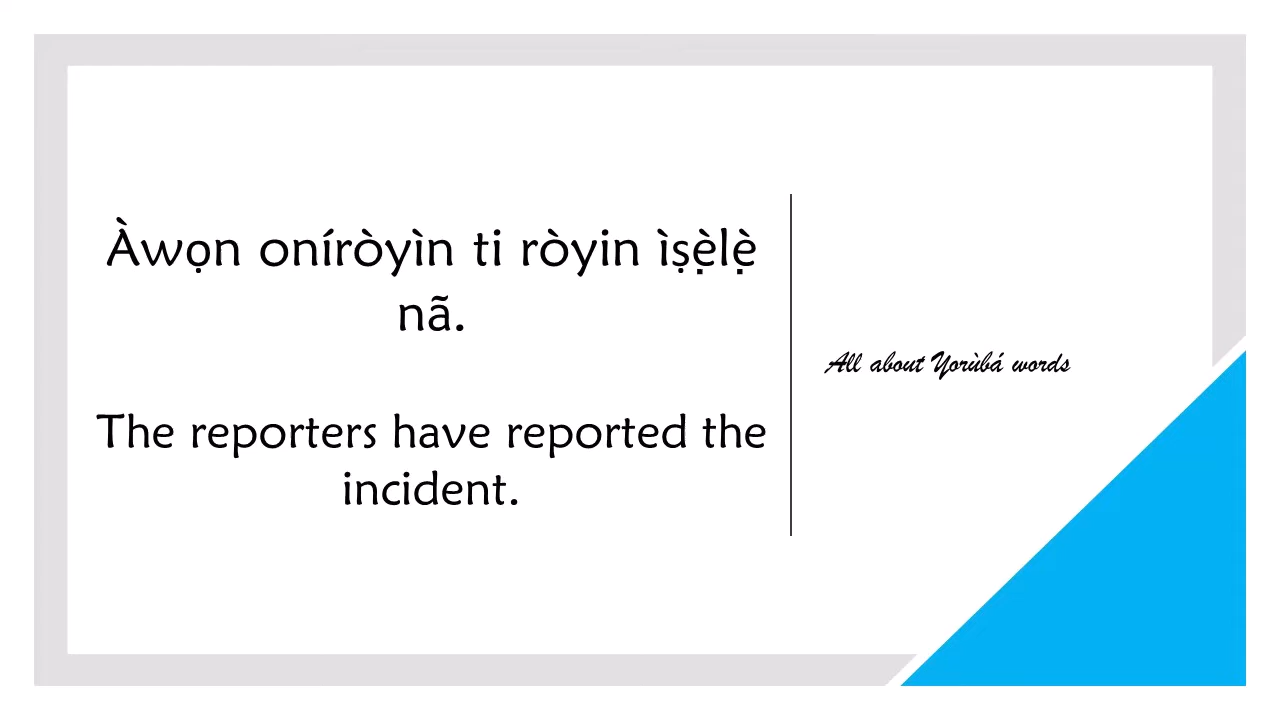 Àwọn oníròyìn ti ròyin ìṣẹ̀lẹ̀
nã.
The reporters have reported the
incident.
All about Yorùbá words